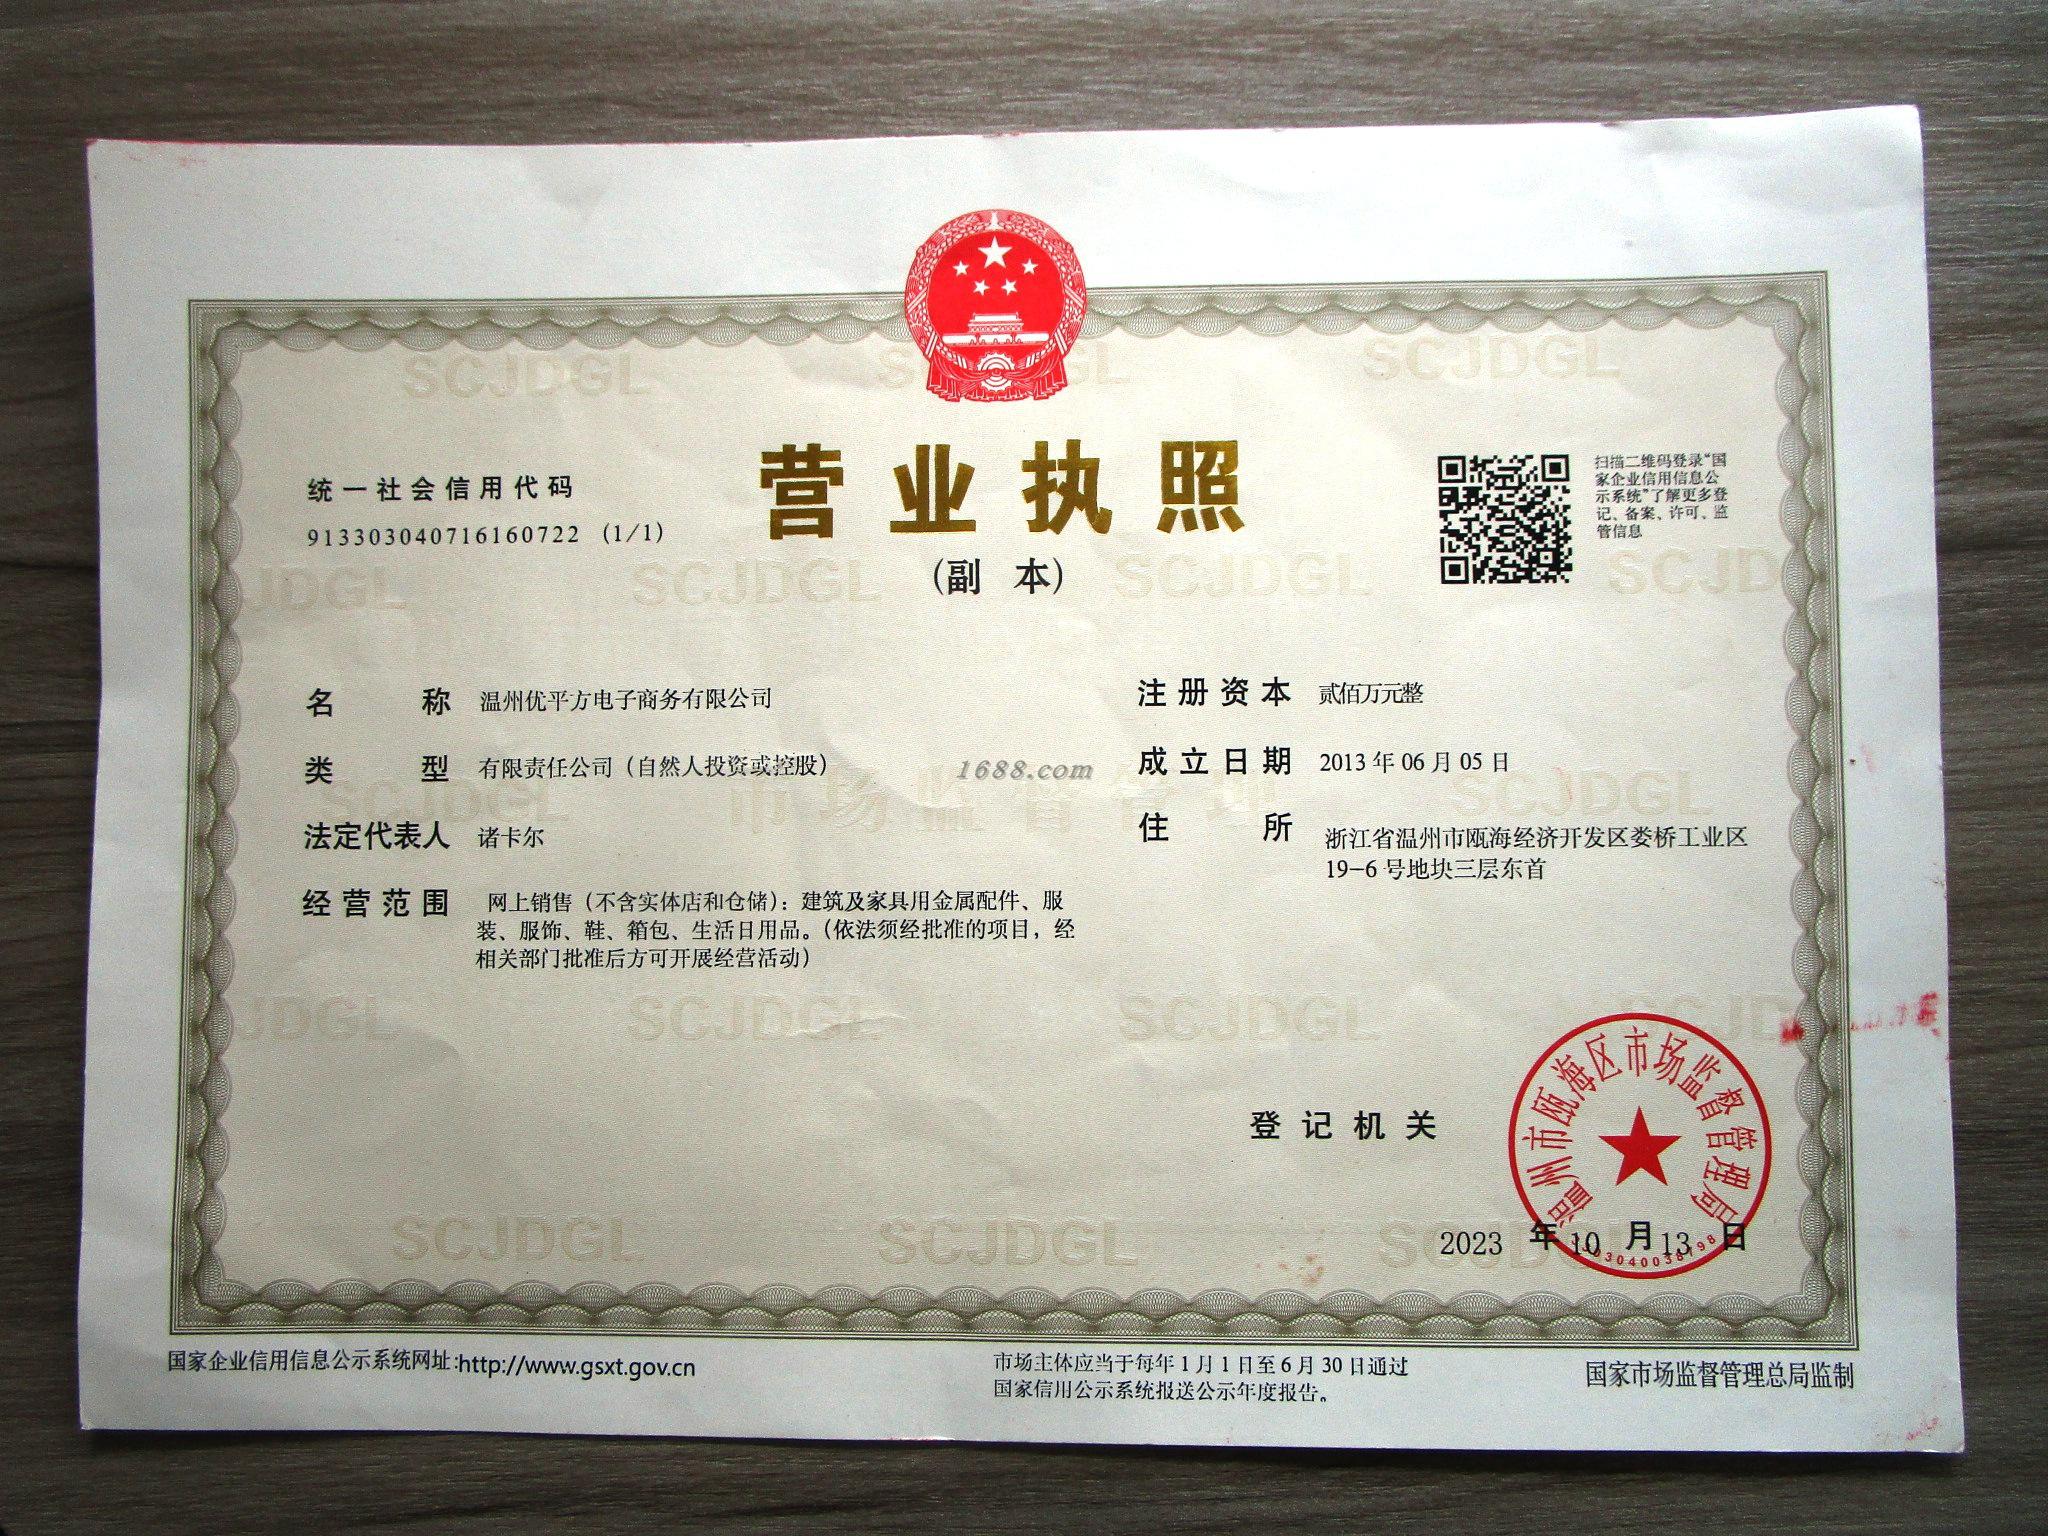 营业执照
(副 本)
统一社会信用代码
913303040716160722 (1/1)
扫描二维码登录“国
家企业信用信息公
示系统”了解更多登
记、备案、许可、监
管信息
名 称 温州优平方电子商务有限公司
类 型 有限责任公司（自然人投资或控股）
法定代表人 诸卡尔
经营范围 网上销售（不含实体店和仓储）：建筑及家具用金属配件、服
装、服饰、鞋、箱包、生活日用品。（依法须经批准的项目，经
相关部门批准后方可开展经营活动）
注册资本 贰佰万元整
成立日期 2013年06月05日
住 所 浙江省温州市瓯海经济开发区娄桥工业区
19-6号地块三层东首
1688.com
登记机关
温州市瓯海区市场监督管理局
2023 年 10 月 13 日
国家企业信用信息公示系统网址:http://www.gsxt.gov.cn
市场主体应当于每年1月1日至6月30日通过
国家信用公示系统报送公示年度报告。
国家市场监督管理总局监制
SCJDGL
市场监督管理